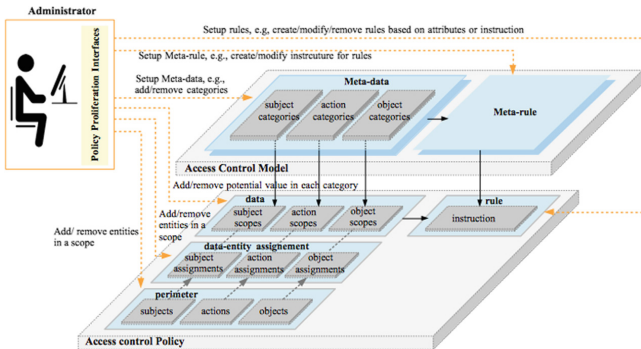 Administrator
Policy Proliferation Interfaces
Setup rules, e.g, create/modify/remove rules based on attributes or instruction
Setup Meta-rule, e.g., create/modify instrcuture for rules
Setup Meta-data, e.g.,
add/remove categories
Meta-data
subject
categories
action
categories
object
categories
Meta-rule
Access Control Model
Add/remove potential value in each category
data
subject
scopes
action
scopes
object
scopes
rule
instruction
Add/remove
entities in a
scope
Add/ remove entities
in a scope
data-entity assignement
subject
assignments
action
assignments
object
assignments
perimeter
subjects
actions
objects
Access control Policy